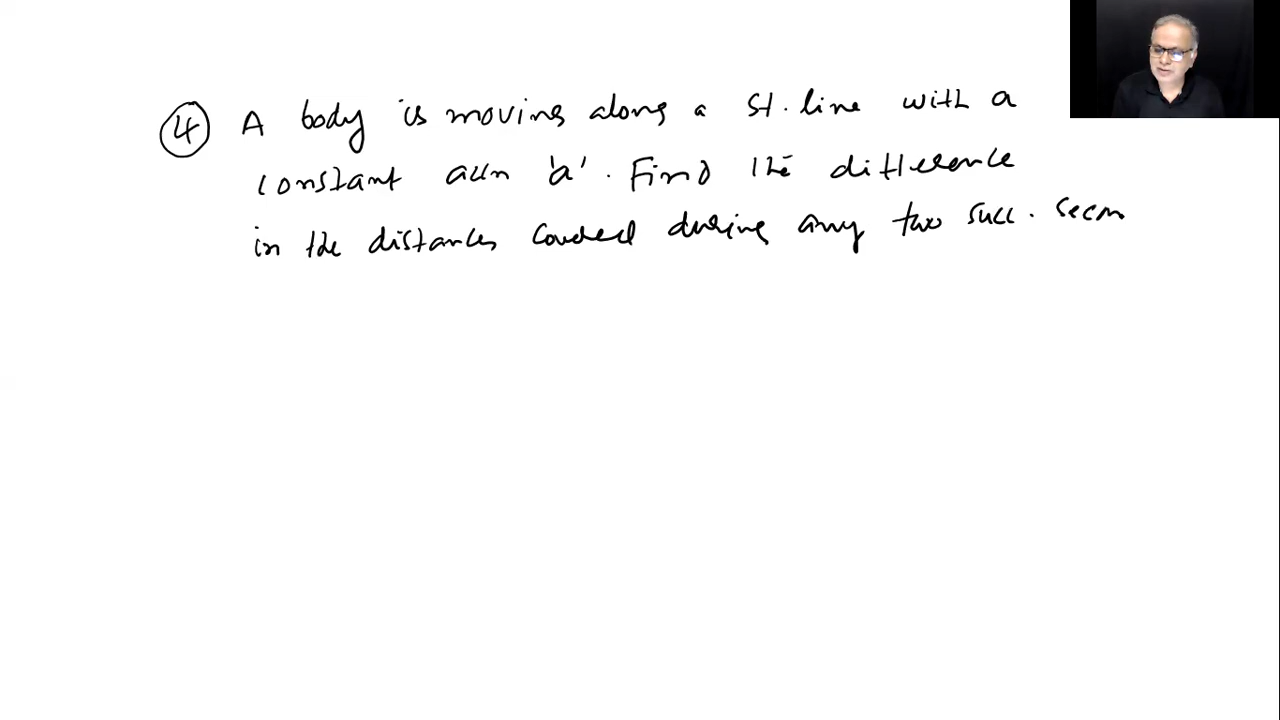 ④ A body is moving along a st. line with a
constant accn 'a'. Find the difference
in the distances covered during any two succ. secon